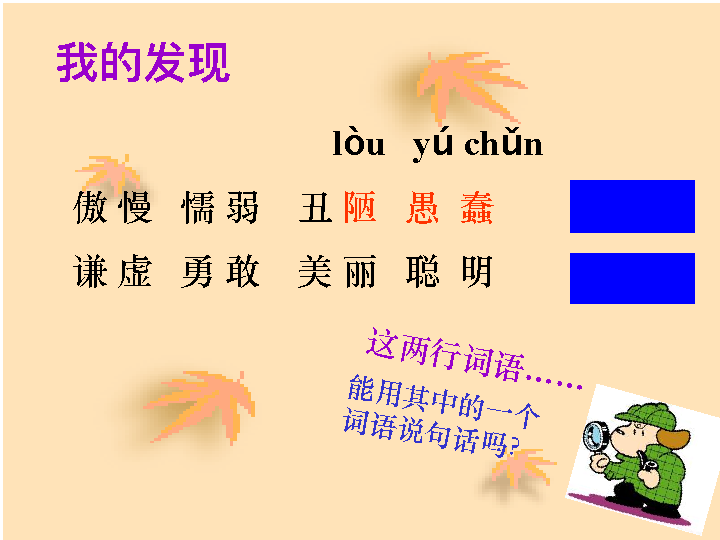 我的发现
lòu yú chǔn
傲慢 懦弱 丑陋 愚蠢
谦虚 勇敢 美丽 聪明
这两行词语……
能用其中的一个
词语说句话吗?